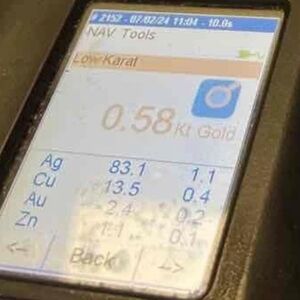 # 2152 - 07/02/24 11:04 - 10.0s
NAV Tools
Low Karat
0.58 Kt Gold
Ag 83.1 1.1
Cu 13.5 0.4
Au 2.4 0.2
Zn 1.1 0.1
<-- Back -->